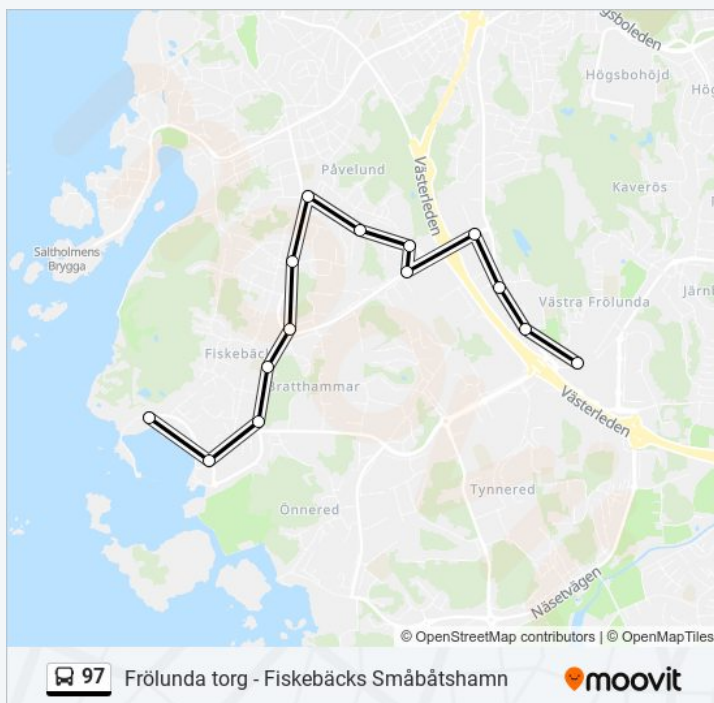 gsboleden
Högsbohöjd
Hög
Påvelund
Västerleden
Kaverös
Saltholmens
Brygga
Västra Frölunda
Järnb
Fiskebäck
Bratthammar
Västerleden
Tynnered
Önnered
Näsetvägen
© OpenStreetMap contributors | © OpenMapTiles
97 Frölunda torg - Fiskebäcks Småbåtshamn
moovit